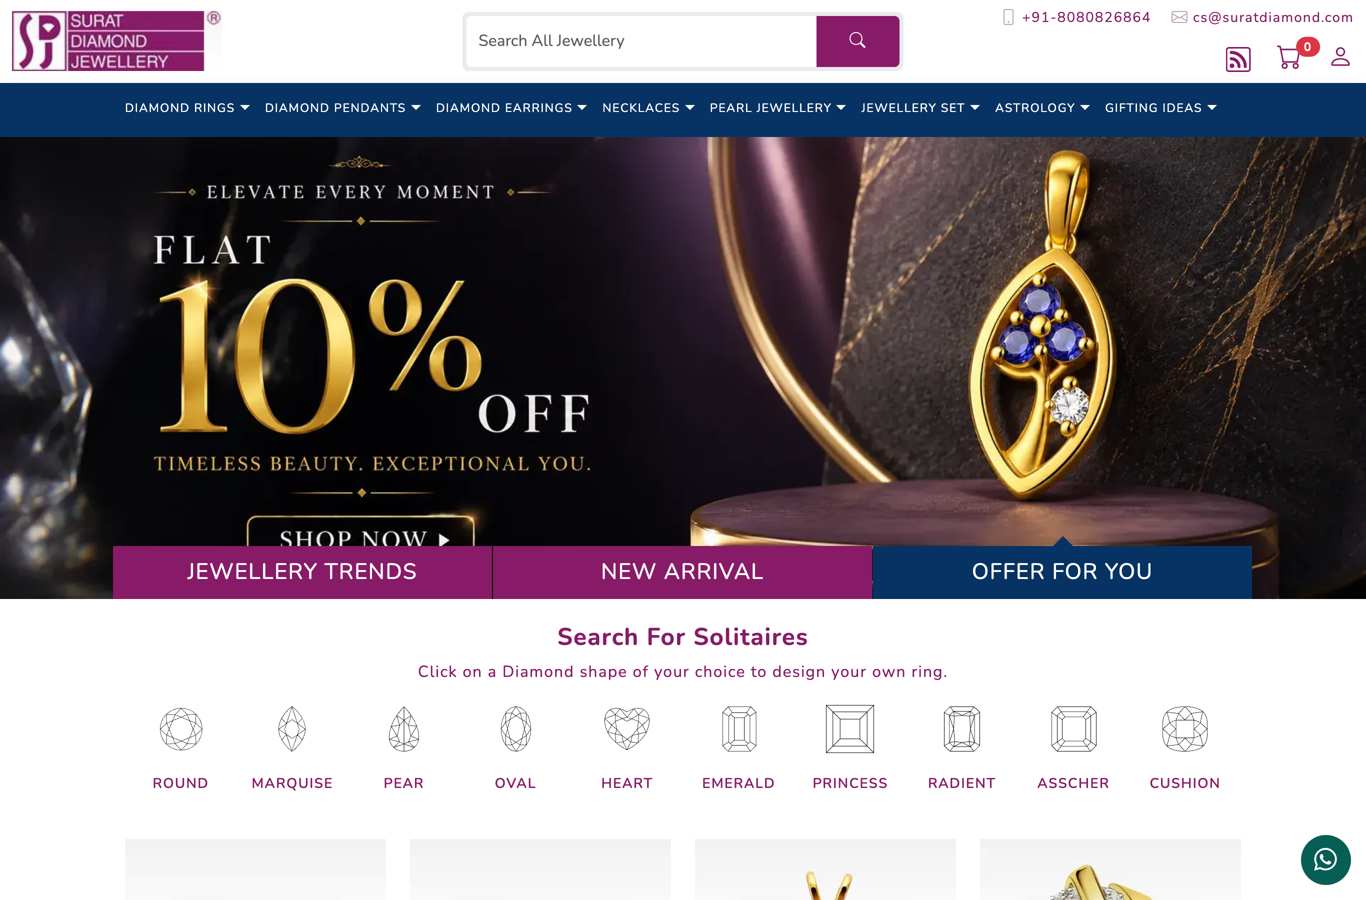 SURAT
DIAMOND
JEWELLERY
®
Search All Jewellery
+91-8080826864
cs@suratdiamond.com
0
DIAMOND RINGS
DIAMOND PENDANTS
DIAMOND EARRINGS
NECKLACES
PEARL JEWELLERY
JEWELLERY SET
ASTROLOGY
GIFTING IDEAS
ELEVATE EVERY MOMENT
FLAT
10%
OFF
TIMELESS BEAUTY. EXCEPTIONAL YOU.
SHOP NOW
JEWELLERY TRENDS
NEW ARRIVAL
OFFER FOR YOU
Search For Solitaires
Click on a Diamond shape of your choice to design your own ring.
ROUND
MARQUISE
PEAR
OVAL
HEART
EMERALD
PRINCESS
RADIENT
ASSCHER
CUSHION